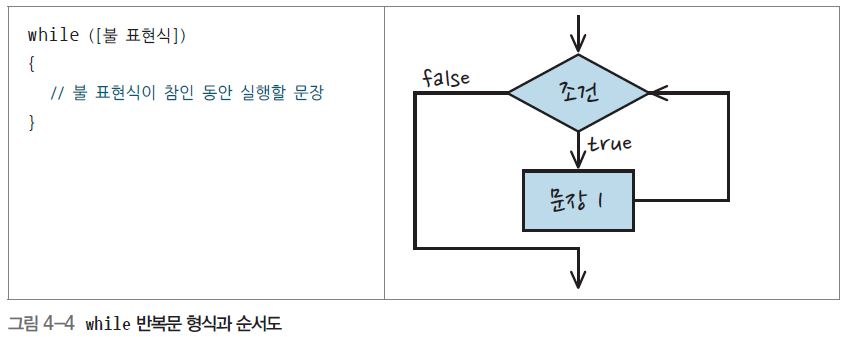 while ([불 표현식])
{
// 불 표현식이 참인 동안 실행할 문장
}
false
조건
true
문장 1
그림 4-4 while 반복문 형식과 순서도